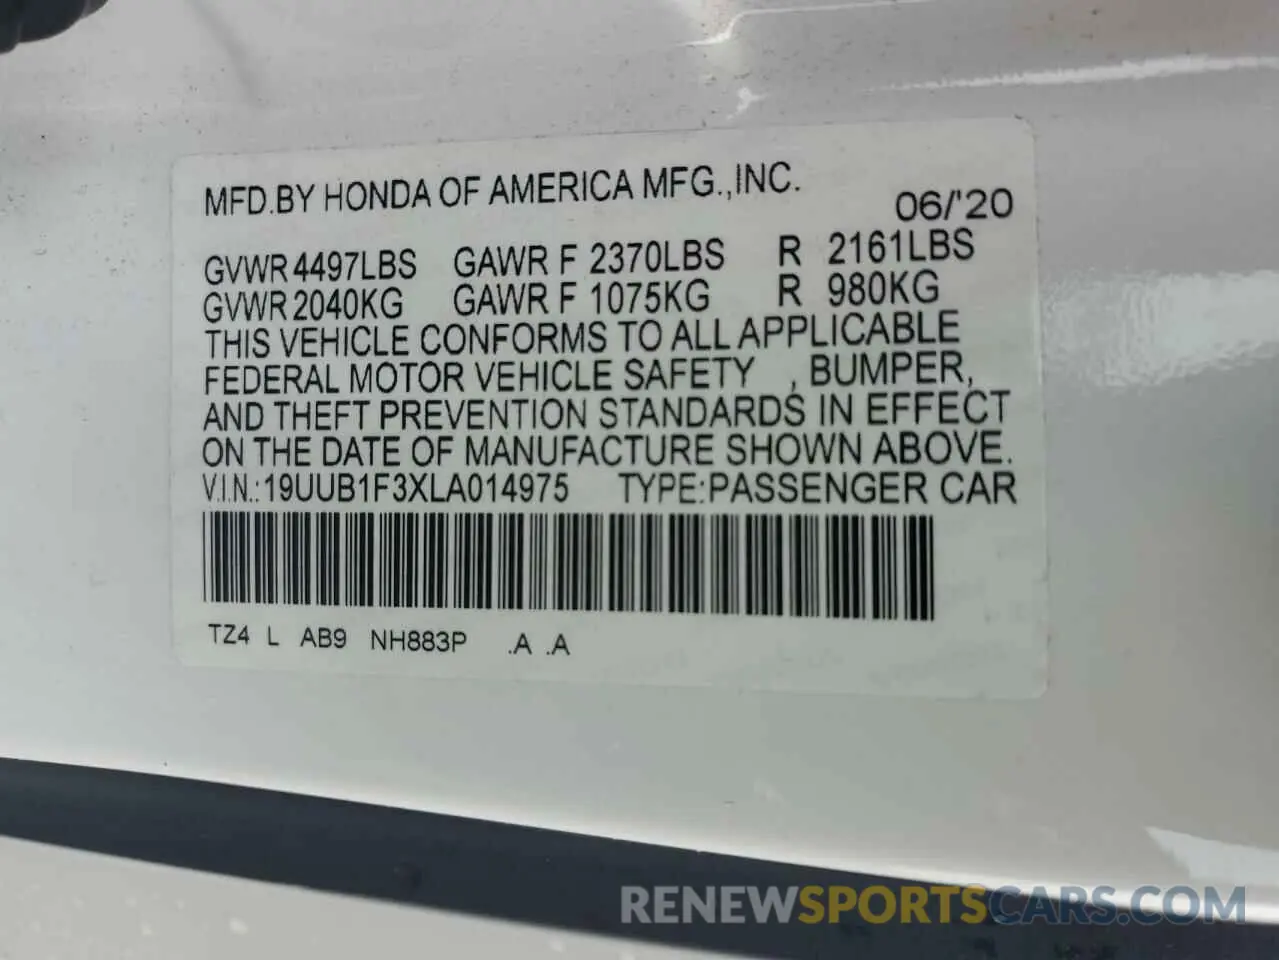 MFD.BY HONDA OF AMERICA MFG.,INC.
06/'20
GVWR 4497LBS GAWR F 2370LBS R 2161LBS
GVWR 2040KG GAWR F 1075KG R 980KG
THIS VEHICLE CONFORMS TO ALL APPLICABLE
FEDERAL MOTOR VEHICLE SAFETY , BUMPER,
AND THEFT PREVENTION STANDARDS IN EFFECT
ON THE DATE OF MANUFACTURE SHOWN ABOVE.
V.I.N.:19UUB1F3XLA014975 TYPE:PASSENGER CAR
TZ4 L AB9 NH883P .A .A
RENEWSPORTSCARS.COM